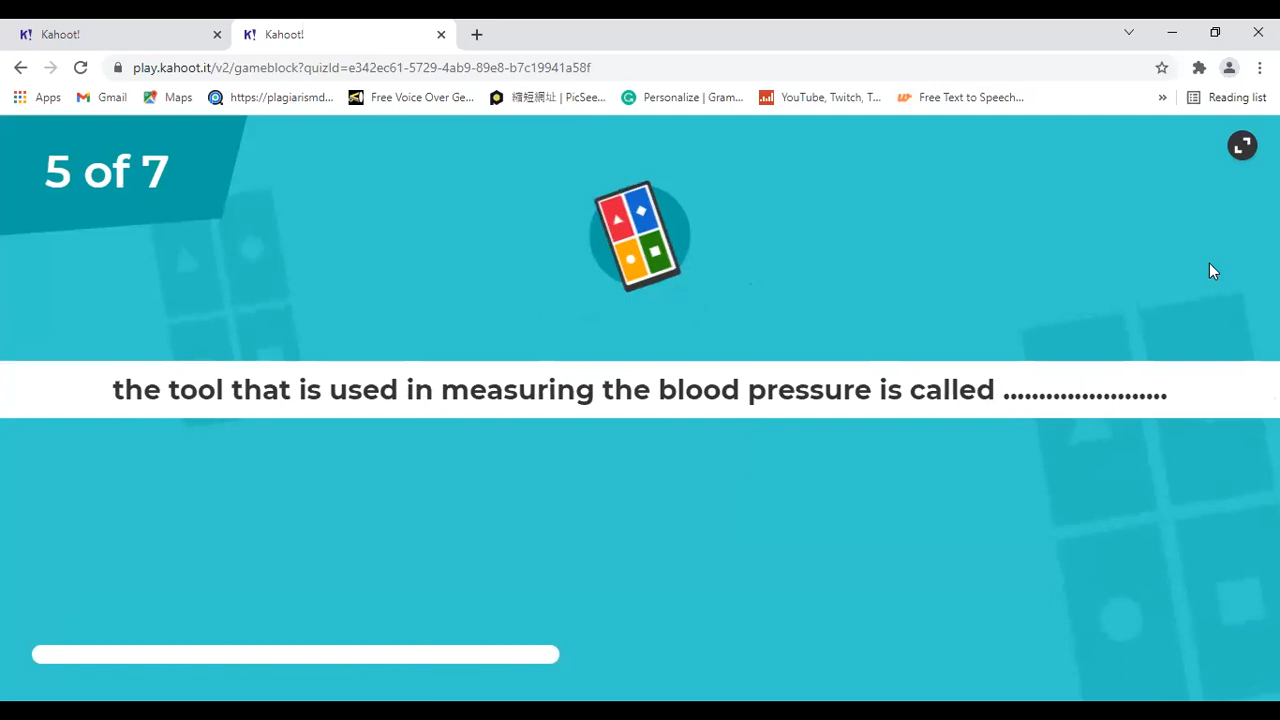 Kahoot!
Kahoot!
play.kahoot.it/v2/gameblock?quizId=e342ec61-5729-4ab9-89e8-b7c19941a58f
Apps Gmail Maps https://plagiarismd... Free Voice Over Ge... 縮短網址 | PicSee... Personalize | Gram... YouTube, Twitch, T... Free Text to Speech... » Reading list
5 of 7
the tool that is used in measuring the blood pressure is called .......................